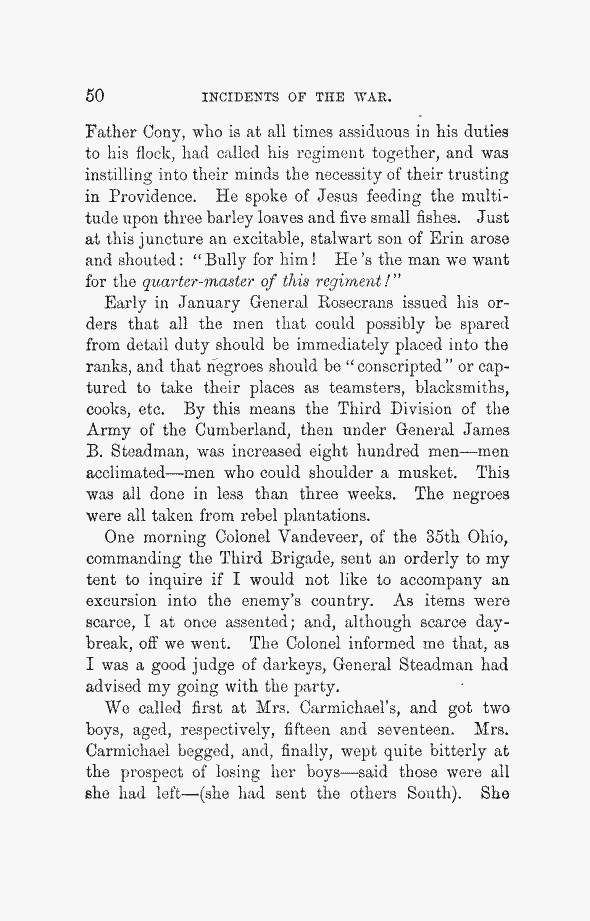 50 INCIDENTS OF THE WAR.
Father Cony, who is at all times assiduous in his duties
to his flock, had called his regiment together, and was
instilling into their minds the necessity of their trusting
in Providence. He spoke of Jesus feeding the multi-
tude upon three barley loaves and five small fishes. Just
at this juncture an excitable, stalwart son of Erin arose
and shouted: "Bully for him! He's the man we want
for the quarter-master of this regiment!"
Early in January General Rosecrans issued his or-
ders that all the men that could possibly be spared
from detail duty should be immediately placed into the
ranks, and that negroes should be "conscripted" or cap-
tured to take their places as teamsters, blacksmiths,
cooks, etc. By this means the Third Division of the
Army of the Cumberland, then under General James
B. Steadman, was increased eight hundred men—men
acclimated—men who could shoulder a musket. This
was all done in less than three weeks. The negroes
were all taken from rebel plantations.
One morning Colonel Vandeveer, of the 35th Ohio,
commanding the Third Brigade, sent an orderly to my
tent to inquire if I would not like to accompany an
excursion into the enemy's country. As items were
scarce, I at once assented; and, although scarce day-
break, off we went. The Colonel informed me that, as
I was a good judge of darkeys, General Steadman had
advised my going with the party.
We called first at Mrs. Carmichael's, and got two
boys, aged, respectively, fifteen and seventeen. Mrs.
Carmichael begged, and, finally, wept quite bitterly at
the prospect of losing her boys—said those were all
she had left—(she had sent the others South). She